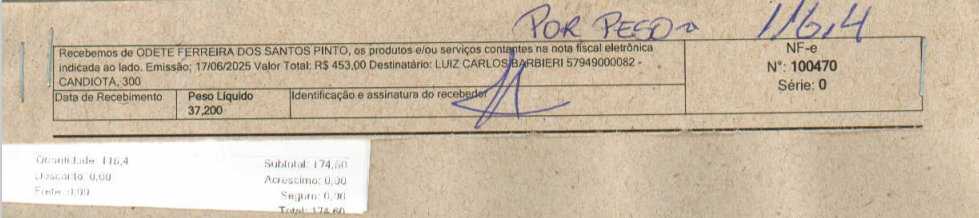 POR PESO 116,4
Recebemos de ODETE FERREIRA DOS SANTOS PINTO, os produtos e/ou serviços contantes na nota fiscal eletrônica
indicada ao lado. Emissão; 17/06/2025 Valor Total: R$ 453,00 Destinatário: LUIZ CARLOS BARBIERI 57949000082 -
CANDIOTA, 300
NF-e
N°: 100470
Série: 0
Data de Recebimento
Peso Líquido
37,200
Identificação e assinatura do recebedor
Quantidade: 116,4
Desconto: 0,00
Frete: 0,00
Subtotal: 174,60
Acrescimo: 0,00
Seguro: 0,00
Total: 174,60